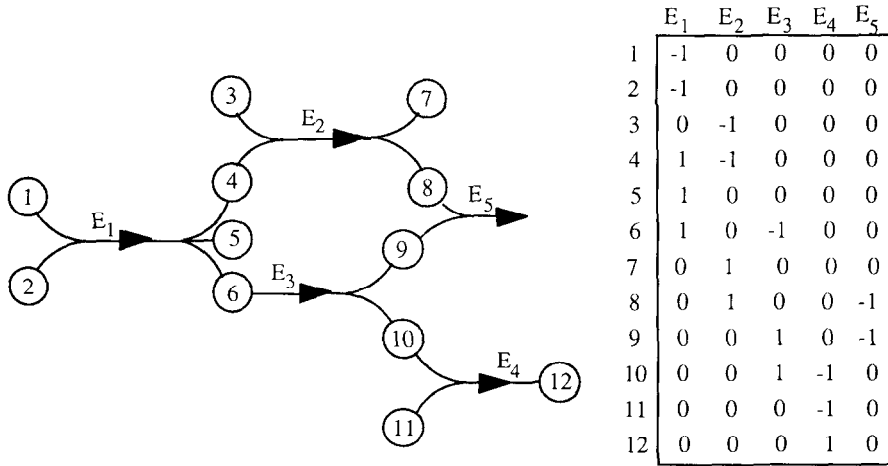 E1 E2 E3 E4 E5
1 -1 0 0 0 0
2 -1 0 0 0 0
3 0 -1 0 0 0
4 1 -1 0 0 0
5 1 0 0 0 0
6 1 0 -1 0 0
7 0 1 0 0 0
8 0 1 0 0 -1
9 0 0 1 0 -1
10 0 0 1 -1 0
11 0 0 0 -1 0
12 0 0 0 1 0
3
7
E2
1
4
8
E1
E5
5
9
2
6
E3
10
E4
12
11